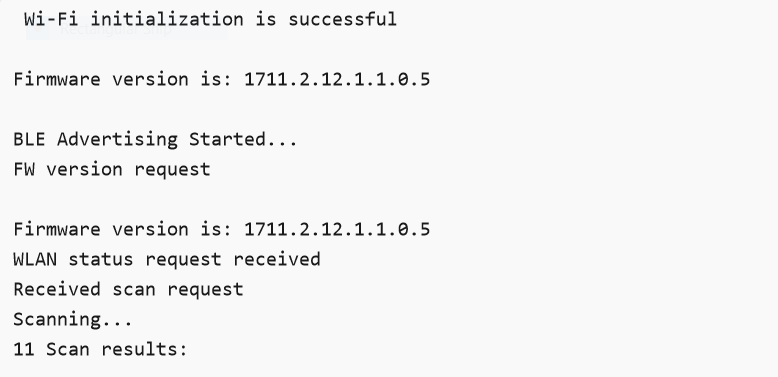 Wi-Fi initialization is successful
Firmware version is: 1711.2.12.1.1.0.5
BLE Advertising Started...
FW version request
Firmware version is: 1711.2.12.1.1.0.5
WLAN status request received
Received scan request
Scanning...
11 Scan results: